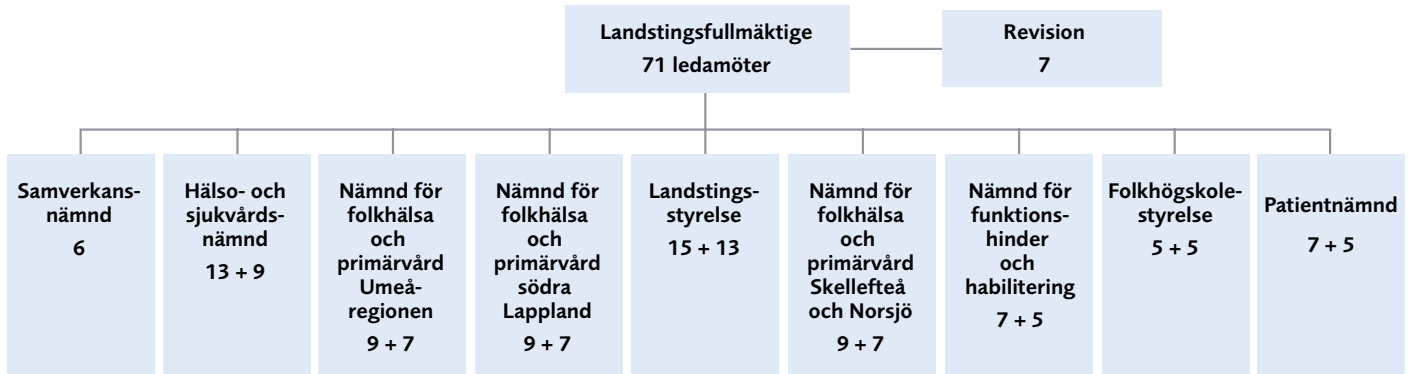 Landstingsfullmäktige
71 ledamöter
Revision
7
Samverkans-
nämnd
6
Hälso- och
sjukvårds-
nämnd
13 + 9
Nämnd för
folkhälsa
och
primärvård
Umeå-
regionen
9 + 7
Nämnd för
folkhälsa
och
primärvård
södra
Lappland
9 + 7
Landstings-
styrelse
15 + 13
Nämnd för
folkhälsa
och
primärvård
Skellefteå
och Norsjö
9 + 7
Nämnd för
funktions-
hinder
och
habilitering
7 + 5
Folkhögskole-
styrelse
5 + 5
Patientnämnd
7 + 5